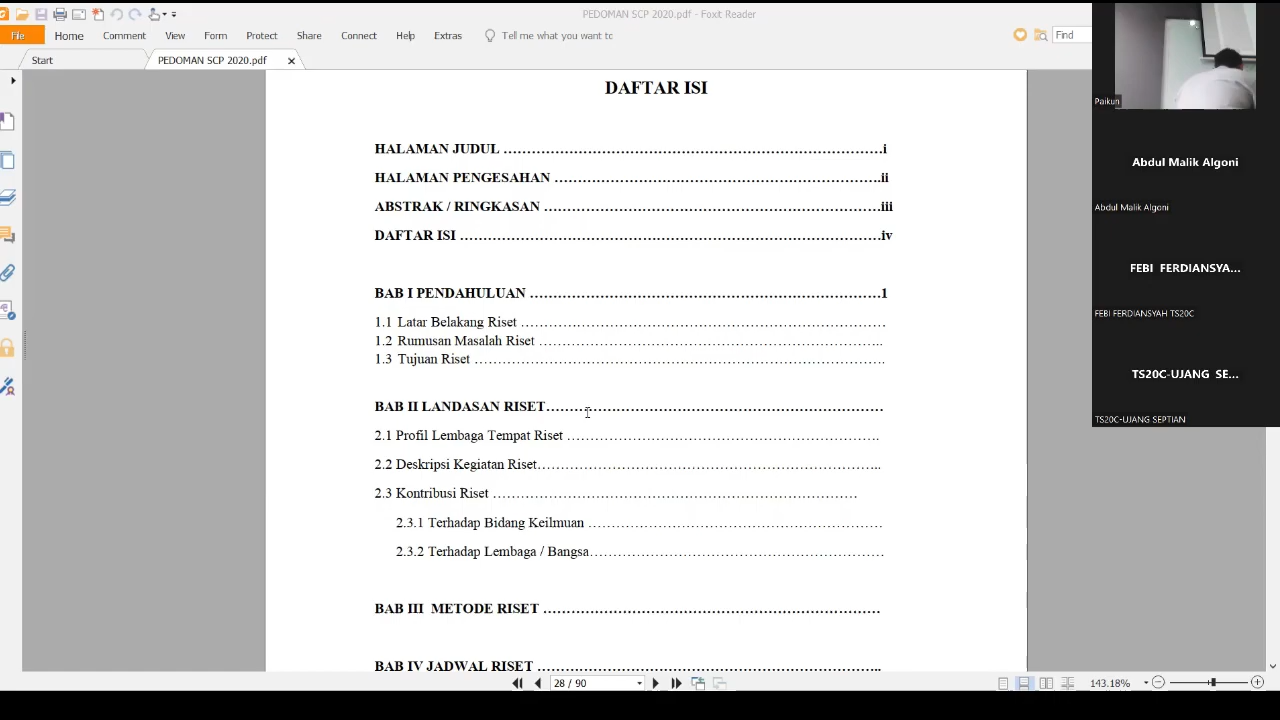 PEDOMAN SCP 2020.pdf - Foxit Reader
File Home Comment View Form Protect Share Connect Help Extras Tell me what you want tc Find
Start PEDOMAN SCP 2020.pdf
DAFTAR ISI
HALAMAN JUDUL ……………………………………………………………………i
HALAMAN PENGESAHAN …………………………………………………………ii
ABSTRAK / RINGKASAN ……………………………………………………………iii
DAFTAR ISI ……………………………………………………………………………iv
BAB I PENDAHULUAN ………………………………………………………………1
1.1 Latar Belakang Riset ………………………………………………………………
1.2 Rumusan Masalah Riset ……………………………………………………………..
1.3 Tujuan Riset …………………………………………………………………………….
BAB II LANDASAN RISET……………………………………………………………
2.1 Profil Lembaga Tempat Riset …………………………………………………….
2.2 Deskripsi Kegiatan Riset……………………………………………………………...
2.3 Kontribusi Riset ………………………………………………………………………
2.3.1 Terhadap Bidang Keilmuan ……………………………………………………
2.3.2 Terhadap Lembaga / Bangsa……………………………………………………
BAB III METODE RISET ……………………………………………………………
BAB IV JADWAL RISET ……………………………………………………………..
28 / 90
143.18%
Paikun
Abdul Malik Algoni
Abdul Malik Algoni
FEBI FERDIANSYA...
FEBI FERDIANSYAH TS20C
TS20C-UJANG SE...
TS20C-UJANG SEPTIAN